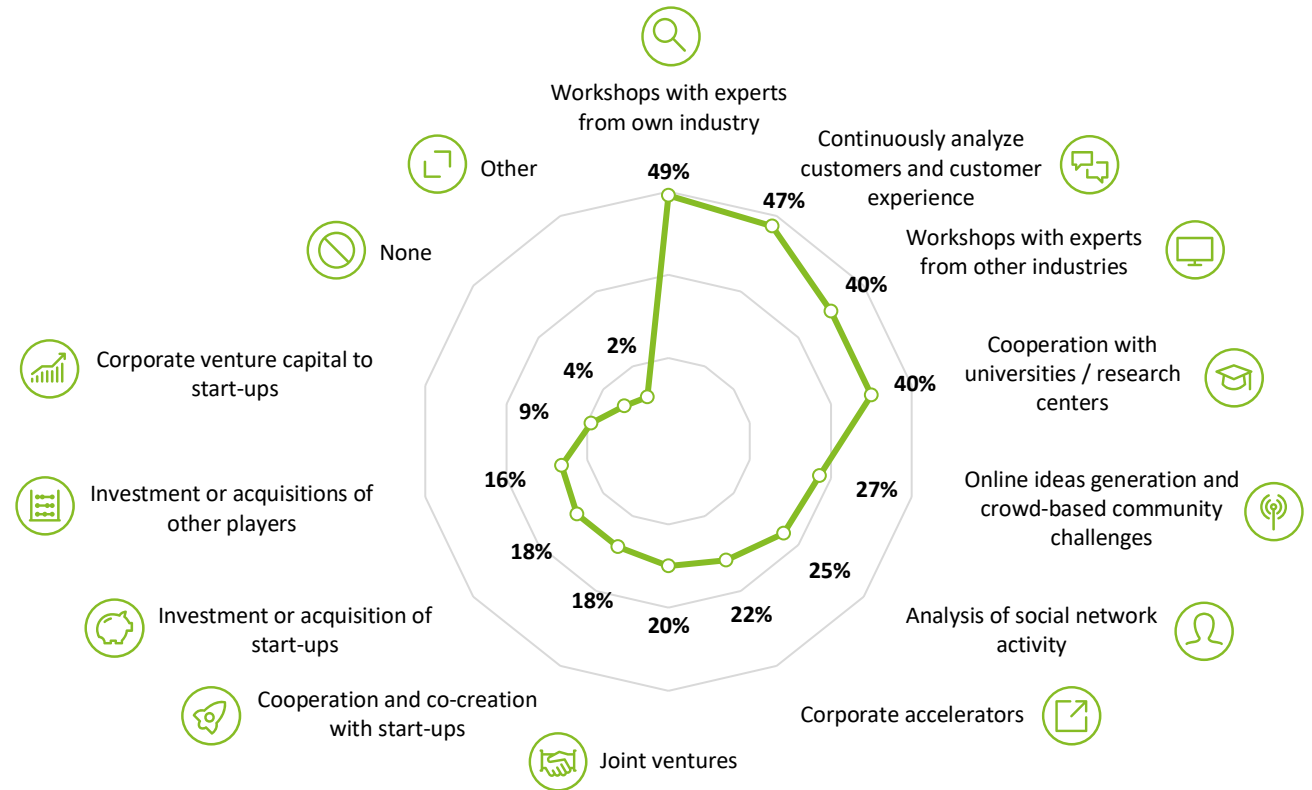 Workshops with experts
from own industry
49%
Continuously analyze
customers and customer
experience
47%
Workshops with experts
from other industries
40%
Cooperation with
universities / research
centers
40%
Online ideas generation and
crowd-based community
challenges
27%
Analysis of social network
activity
25%
Corporate accelerators
22%
Joint ventures
20%
Cooperation and co-creation
with start-ups
18%
Investment or acquisition of
start-ups
18%
Investment or acquisitions of
other players
16%
Corporate venture capital to
start-ups
9%
None
4%
Other
2%